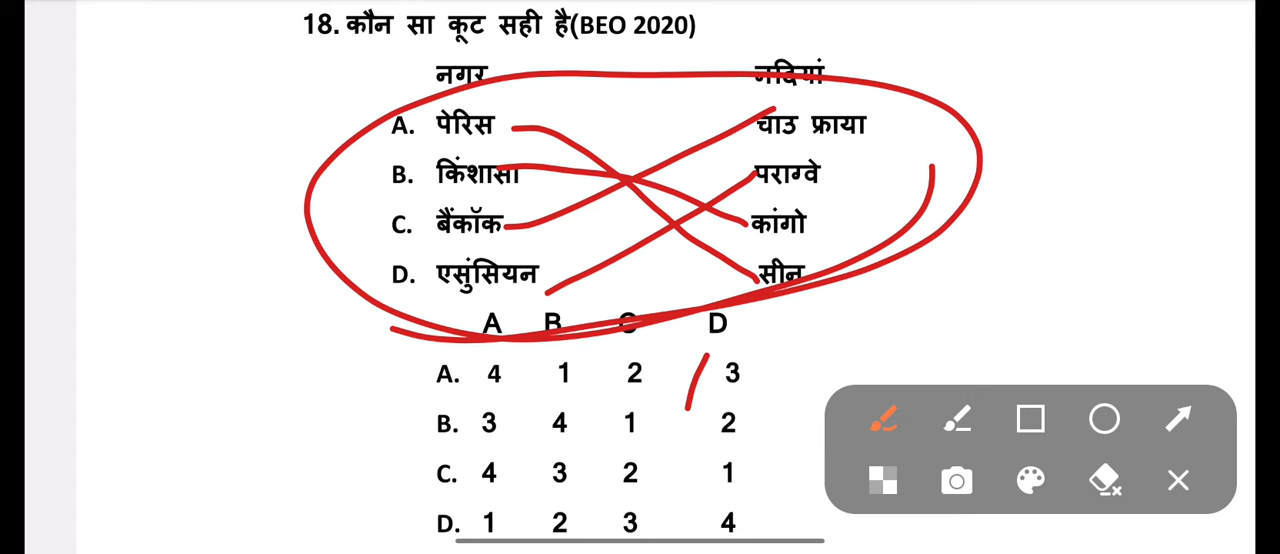 18. कौन सा कूट सही है(BEO 2020)
नगर नदियां
A. पेरिस चाउ फ्राया
B. किंशासा पराग्वे
C. बैंकॉक कांगो
D. एसुंसियन सीन
A B C D
A. 4 1 2 3
B. 3 4 1 2
C. 4 3 2 1
D. 1 2 3 4